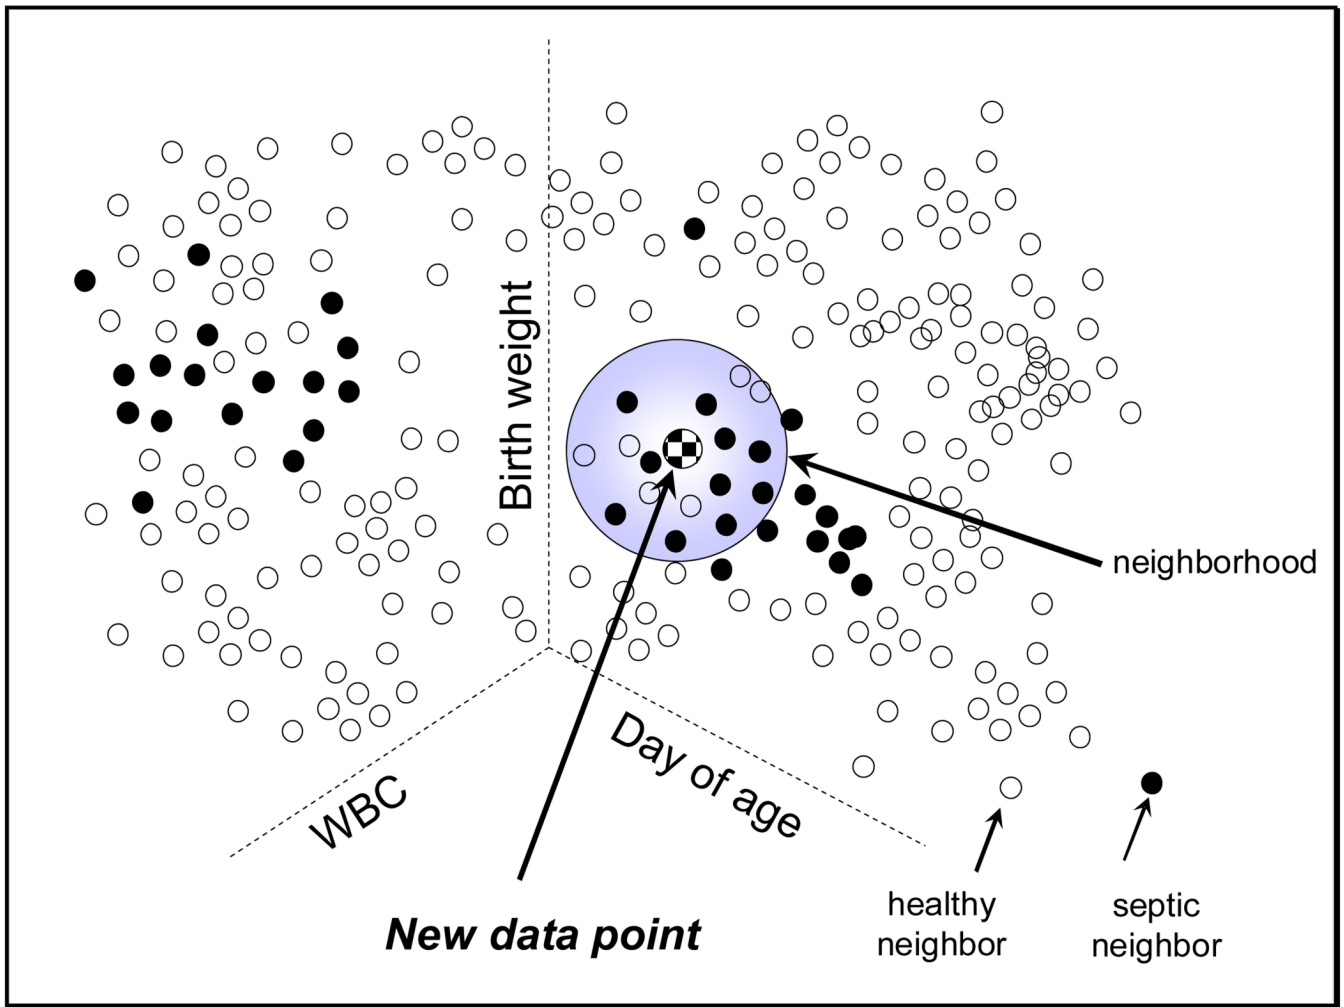 Birth weight
neighborhood
WBC
Day of age
New data point
healthy
neighbor
septic
neighbor